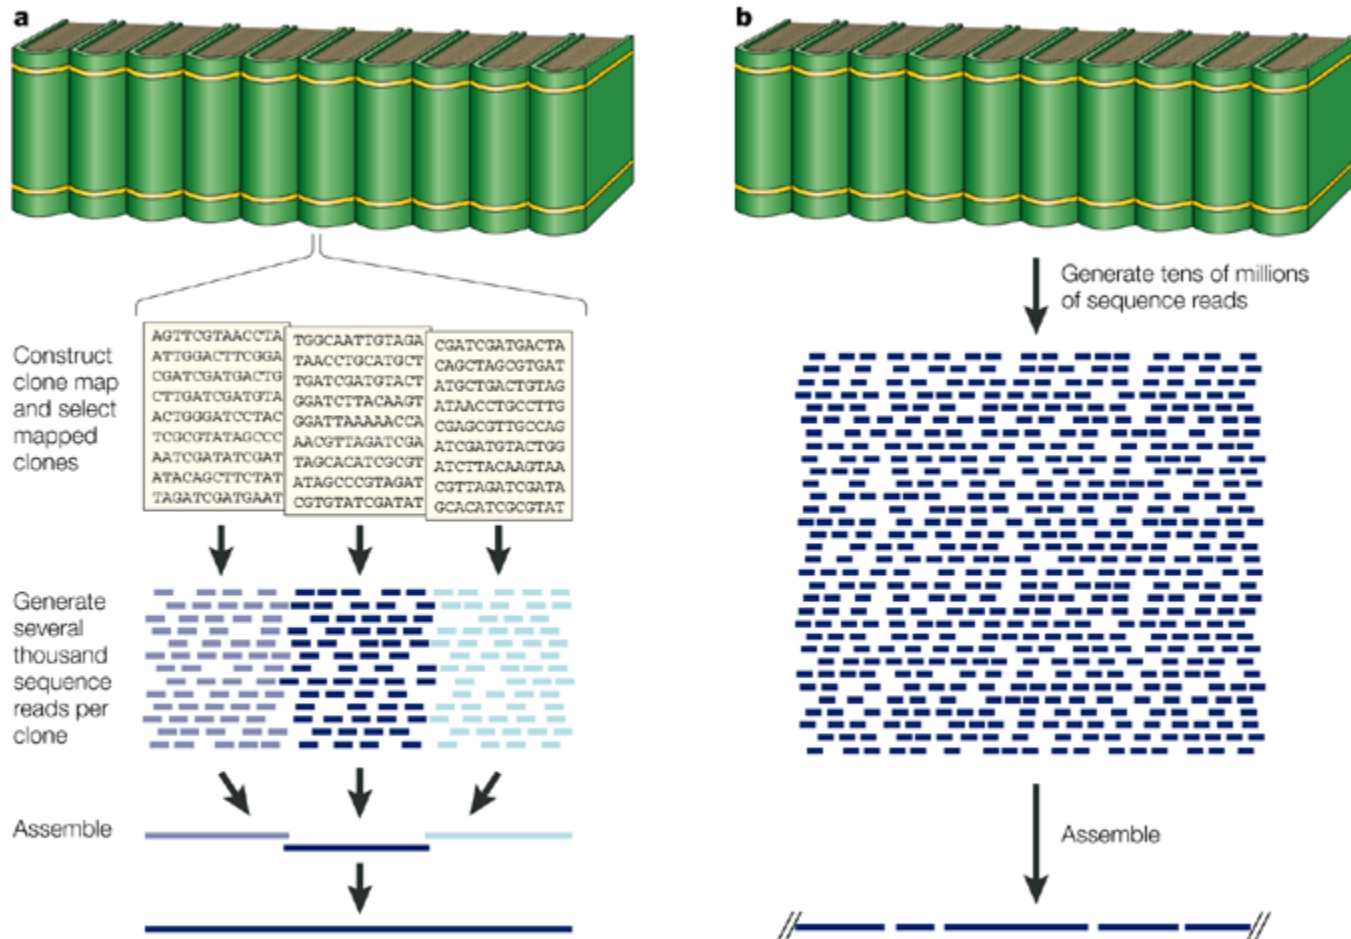 a
Construct
clone map
and select
mapped
clones
AGTTCGTAACCTA
ATTGGACTTCGGA
CGATCGATGACTG
CTTGATCGATGTA
ACTGGGATCCTAC
TCGCGTATAGCCC
AATCGATATCGAT
ATACAGCTTCTAT
TAGATCGATGAAT
TGGCAATTGTAGA
TAACCTGCATGCT
TGATCGATGTACT
GGATCTTACAAGT
GGATTAAAAACCA
AACGTTAGATCGA
TAGCACATCGCGT
ATAGCCCGTAGAT
CGTGTATCGATAT
CGATCGATGACTA
CAGCTAGCGTGAT
ATGCTGACTGTAG
ATAACCTGCCTTG
CGAGCGTTGCCAG
ATCGATGTACTGG
ATCTTACAAGTAA
CGTTAGATCGATA
GCACATCGCGTAT
Generate
several
thousand
sequence
reads per
clone
Assemble
b
Generate tens of millions
of sequence reads
Assemble